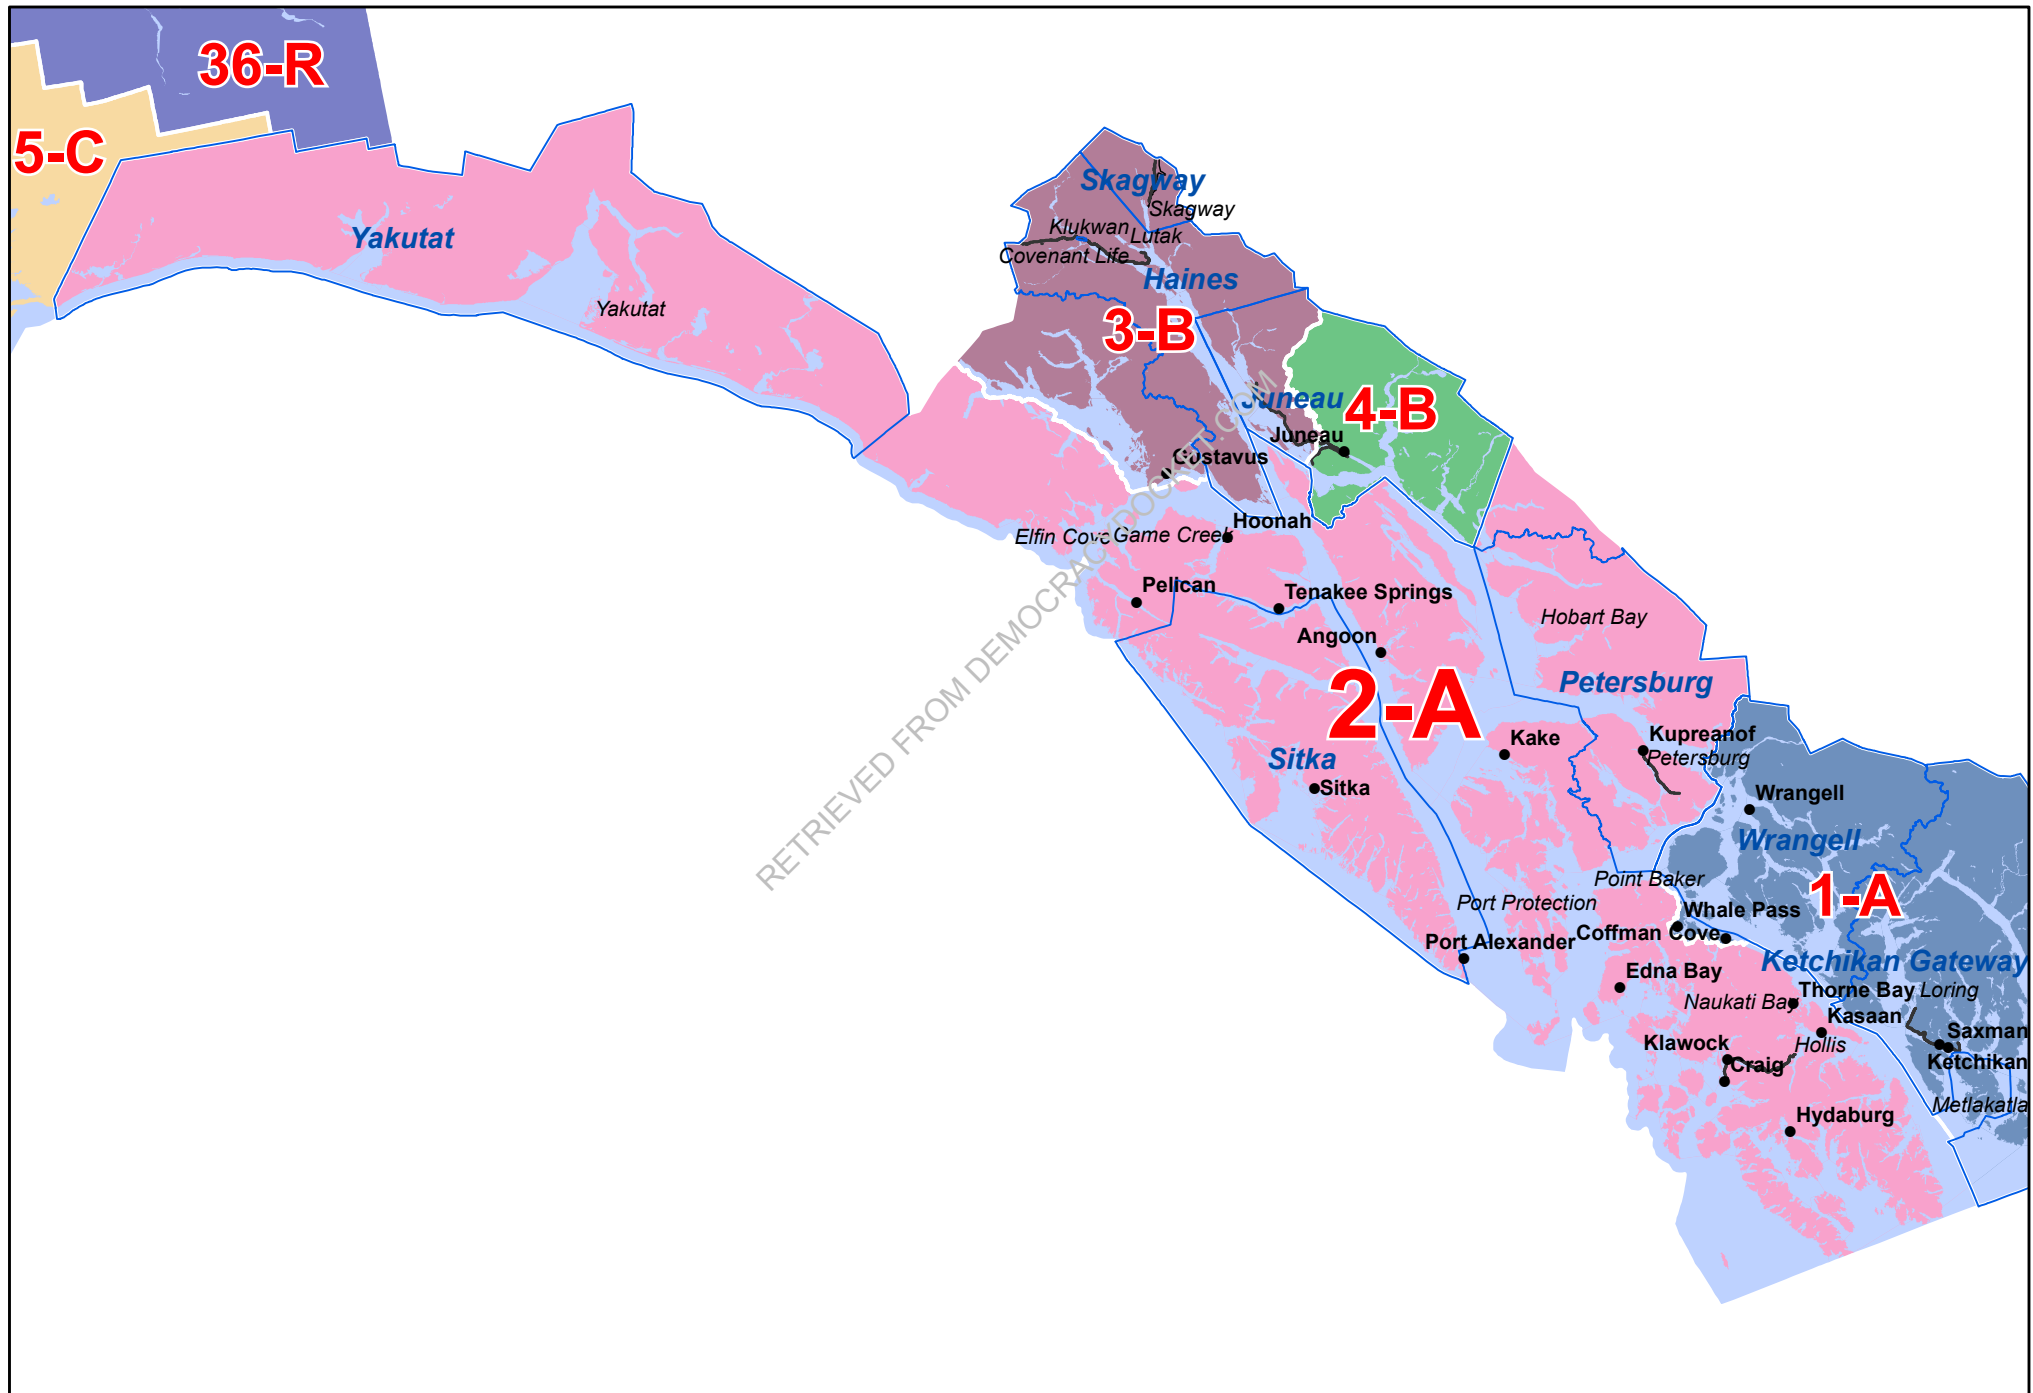 36-R
5-C
Skagway
Skagway
Yakutat
Klukwan
Lutak
Covenant Life
Haines
Yakutat
3-B
Juneau
4-B
Juneau
Gustavus
Hoonah
Elfin Cove
Game Creek
Pelican
Tenakee Springs
Hobart Bay
Angoon
2-A
Petersburg
Kake
Kupreanof
Petersburg
Sitka
Sitka
Wrangell
Wrangell
Point Baker
1-A
Port Protection
Whale Pass
Port Alexander
Coffman Cove
Ketchikan Gateway
Edna Bay
Naukati Bay
Thorne Bay
Loring
Kasaan
Saxman
Klawock
Hollis
Craig
Ketchikan
Metlakatla
Hydaburg
RETRIEVED FROM DEMOCRACYDOCKET.COM